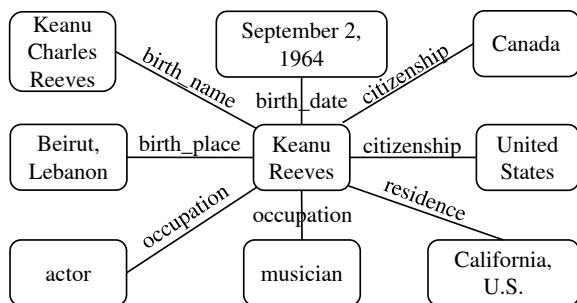 Keanu
Charles
Reeves
birth_name
September 2,
1964
birth_date
citizenship
Canada
Beirut,
Lebanon
birth_place
Keanu
Reeves
citizenship
United
States
occupation
actor
occupation
musician
residence
California,
U.S.